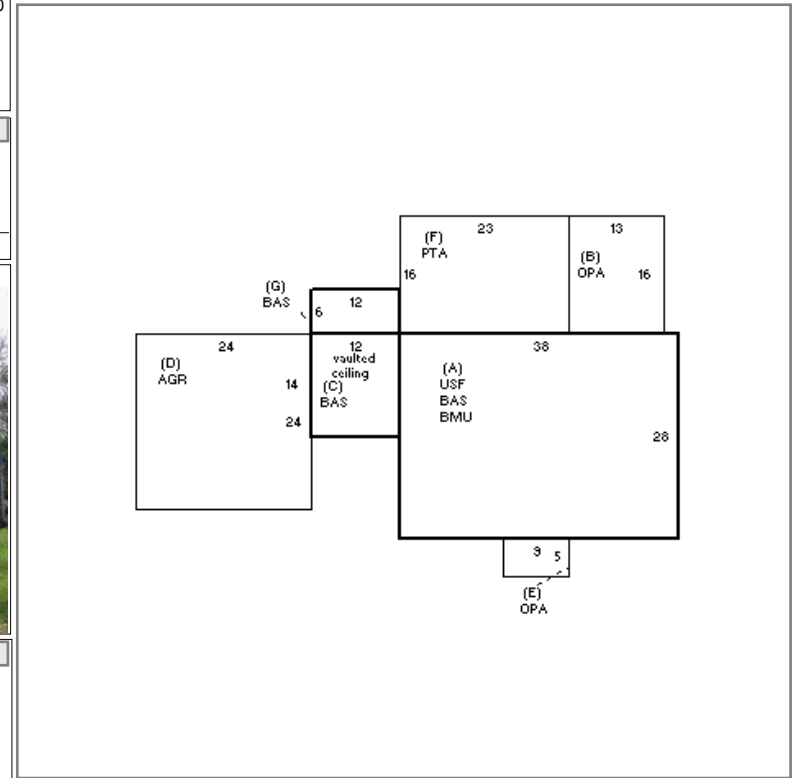 23
13
(F)
PTA
(B)
OPA
16
16
(G)
BAS
12
6
24
12
38
vaulted
ceiling
(D)
AGR
14
(C)
BAS
(A)
USF
BAS
BMU
24
28
9
5
(E)
OPA